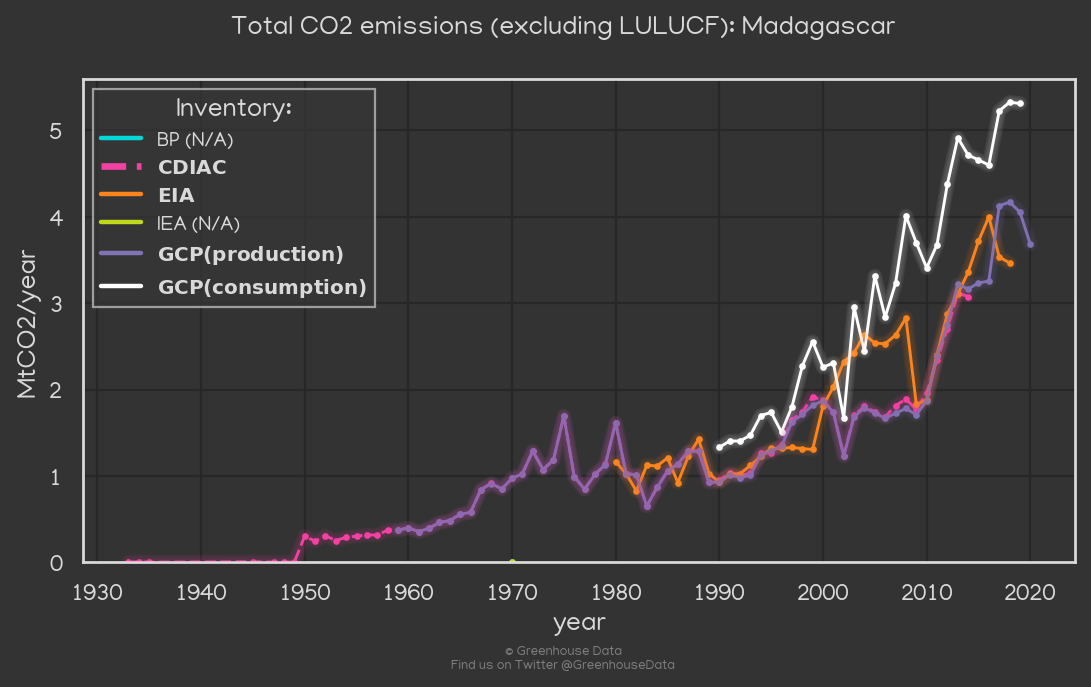 Total CO2 emissions (excluding LULUCF): Madagascar
Inventory:
BP (N/A)
CDIAC
EIA
IEA (N/A)
GCP(production)
GCP(consumption)
MtCO2/year
5
4
3
2
1
0
1930 1940 1950 1960 1970 1980 1990 2000 2010 2020
year
© Greenhouse Data
Find us on Twitter @GreenhouseData